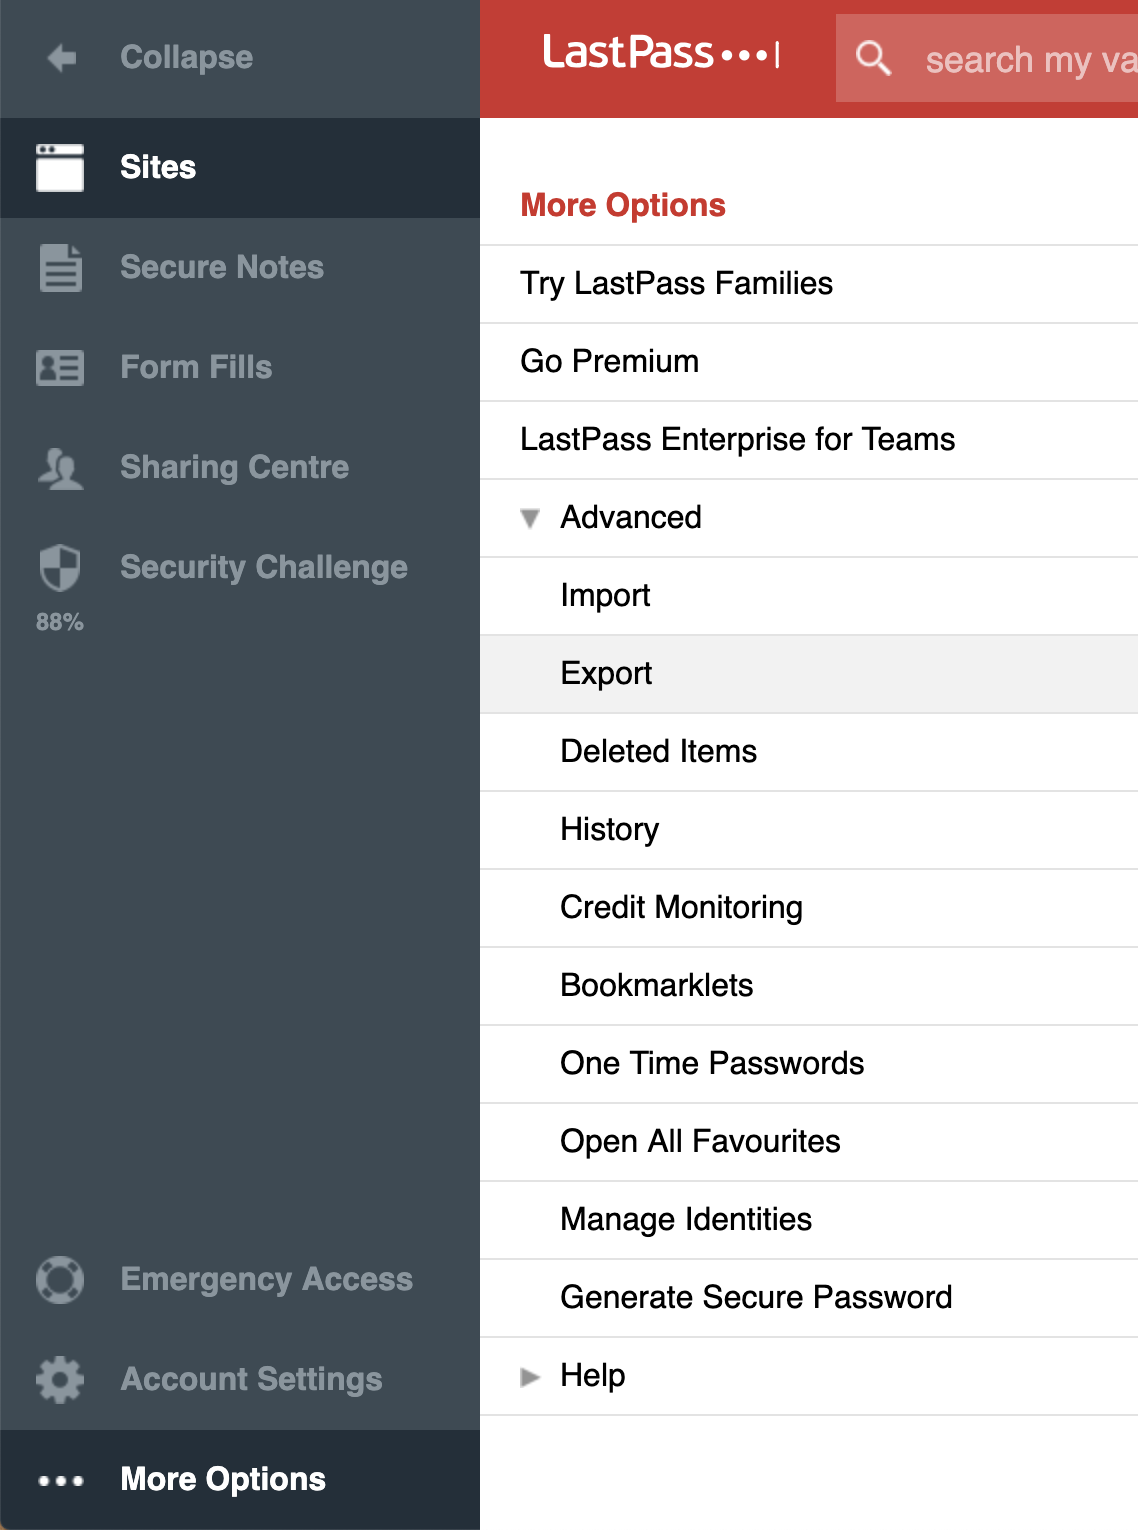 Collapse
Sites
Secure Notes
Form Fills
Sharing Centre
Security Challenge
88%
Emergency Access
Account Settings
More Options
LastPass
search my va
More Options
Try LastPass Families
Go Premium
LastPass Enterprise for Teams
Advanced
Import
Export
Deleted Items
History
Credit Monitoring
Bookmarklets
One Time Passwords
Open All Favourites
Manage Identities
Generate Secure Password
Help